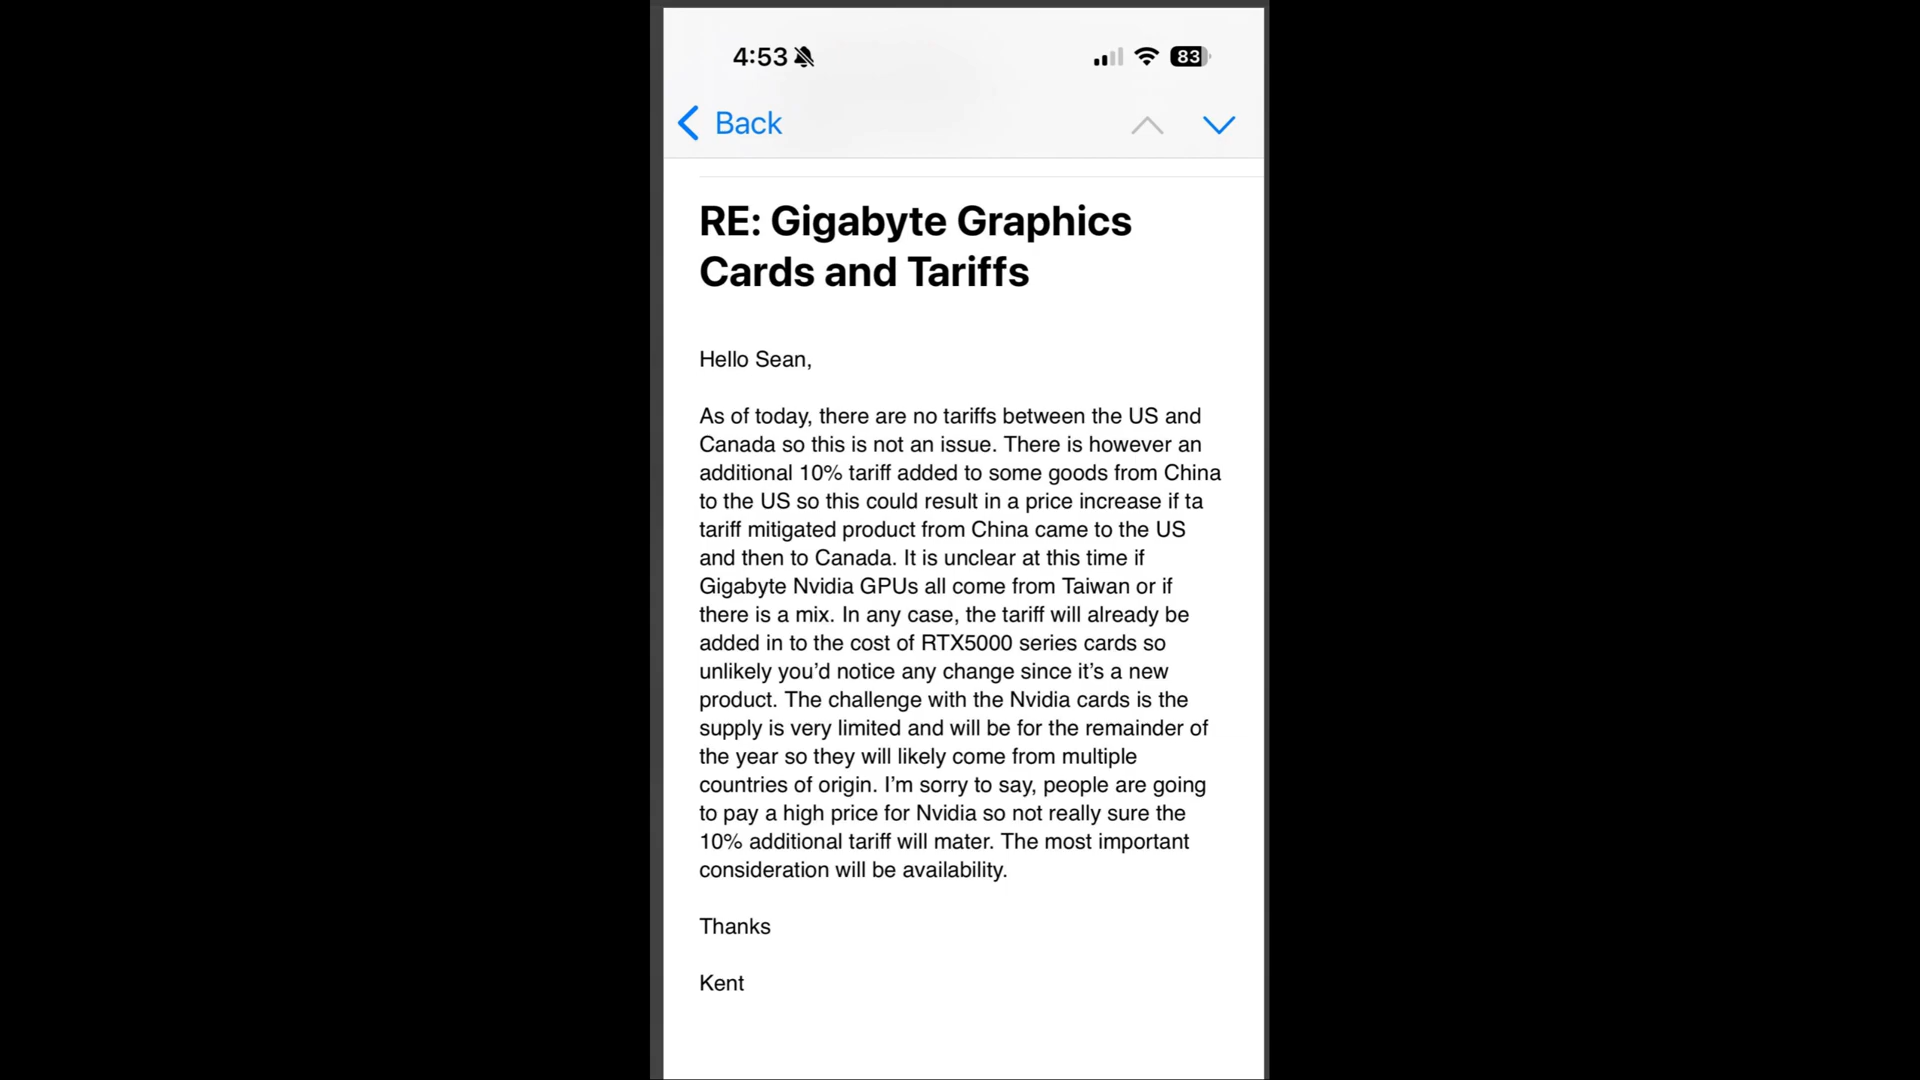 4:53
83
Back
RE: Gigabyte Graphics
Cards and Tariffs
Hello Sean,
As of today, there are no tariffs between the US and
Canada so this is not an issue. There is however an
additional 10% tariff added to some goods from China
to the US so this could result in a price increase if ta
tariff mitigated product from China came to the US
and then to Canada. It is unclear at this time if
Gigabyte Nvidia GPUs all come from Taiwan or if
there is a mix. In any case, the tariff will already be
added in to the cost of RTX5000 series cards so
unlikely you’d notice any change since it’s a new
product. The challenge with the Nvidia cards is the
supply is very limited and will be for the remainder of
the year so they will likely come from multiple
countries of origin. I’m sorry to say, people are going
to pay a high price for Nvidia so not really sure the
10% additional tariff will mater. The most important
consideration will be availability.
Thanks
Kent